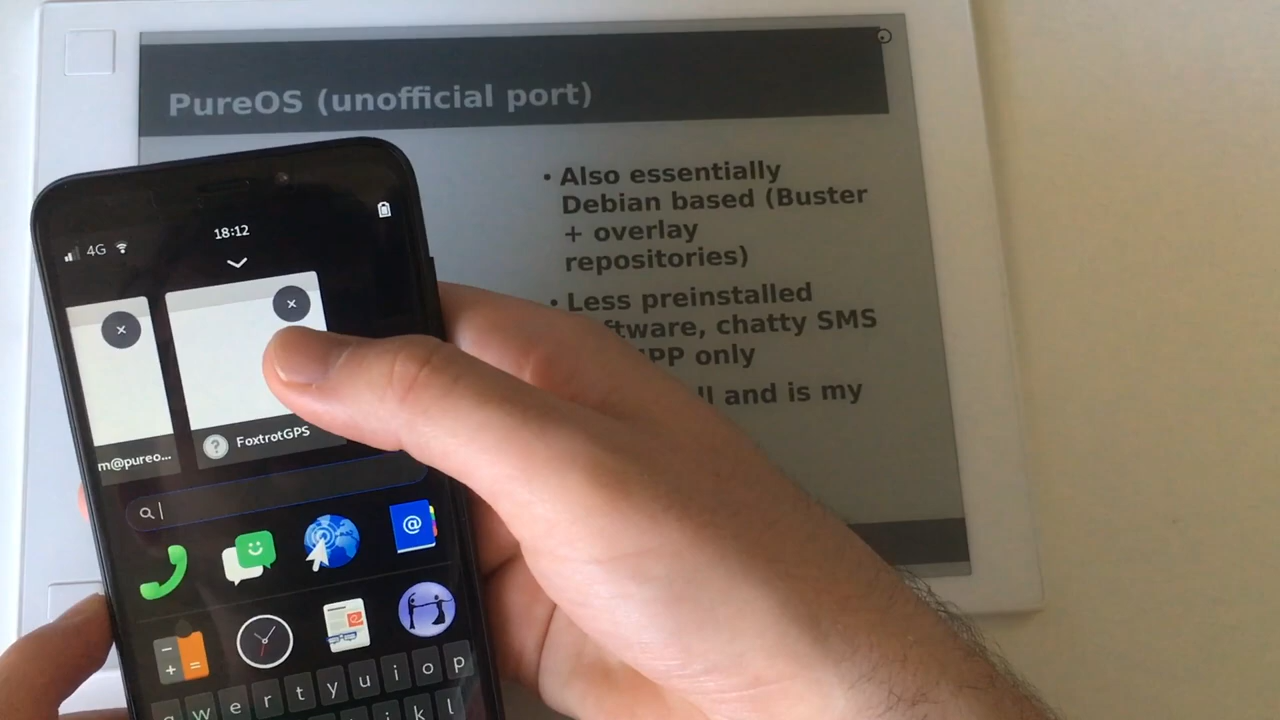 PureOS (unofficial port)
• Also essentially
Debian based (Buster
+ overlay
repositories)
• Less preinstalled
ftware, chatty SMS
PP only
ll and is my
18:12
4G
m@pureo...
FoxtrotGPS
@
w e r t y u i o p
k l